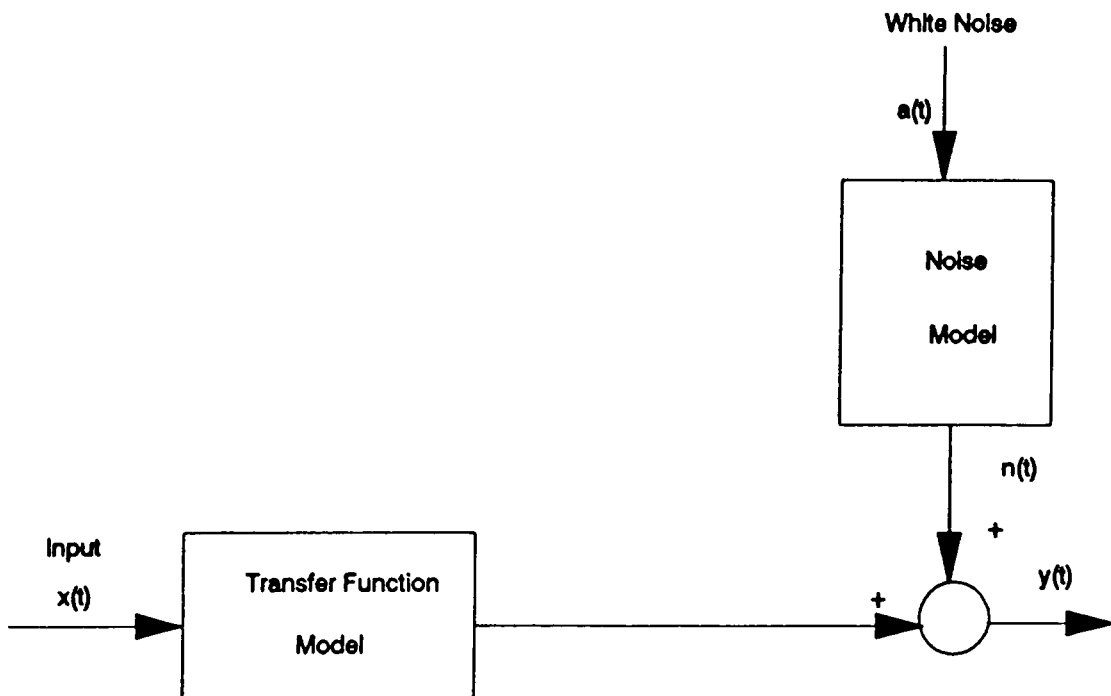 White Noise
a(t)
Noise
Model
n(t)
+
Input
x(t)
Transfer Function
Model
+
y(t)